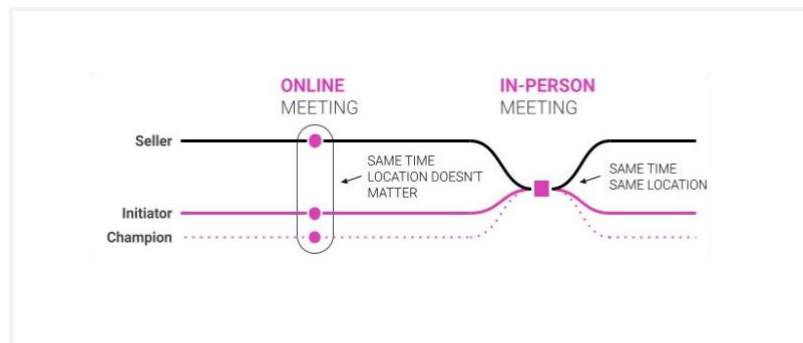 ONLINE
MEETING
IN-PERSON
MEETING
Seller
SAME TIME
LOCATION DOESN'T
MATTER
SAME TIME
SAME LOCATION
Initiator
Champion